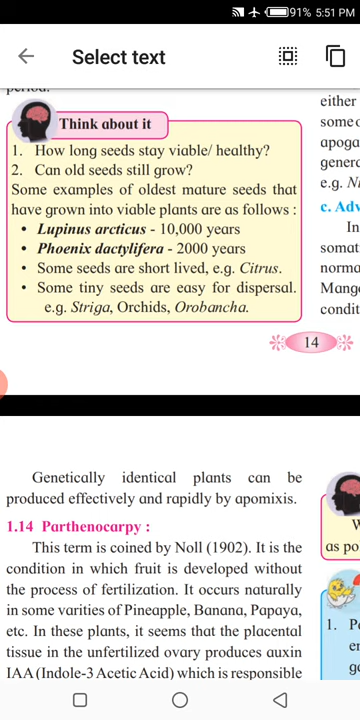 91% 5:51 PM
Select text
period.
Think about it
1. How long seeds stay viable/ healthy?
2. Can old seeds still grow?
Some examples of oldest mature seeds that
have grown into viable plants are as follows :
• Lupinus arcticus - 10,000 years
• Phoenix dactylifera - 2000 years
• Some seeds are short lived, e.g. Citrus.
• Some tiny seeds are easy for dispersal.
e.g. Striga, Orchids, Orobancha.
either
some o
apoga
genera
e.g. Ni
c. Adv
In
somat
norma
Mang
condit
14
Genetically identical plants can be
produced effectively and rapidly by apomixis.
1.14 Parthenocarpy :
This term is coined by Noll (1902). It is the
condition in which fruit is developed without
the process of fertilization. It occurs naturally
in some varities of Pineapple, Banana, Papaya,
etc. In these plants, it seems that the placental
tissue in the unfertilized ovary produces auxin
IAA (Indole-3 Acetic Acid) which is responsible
W
as po
1. Pe
en
ga